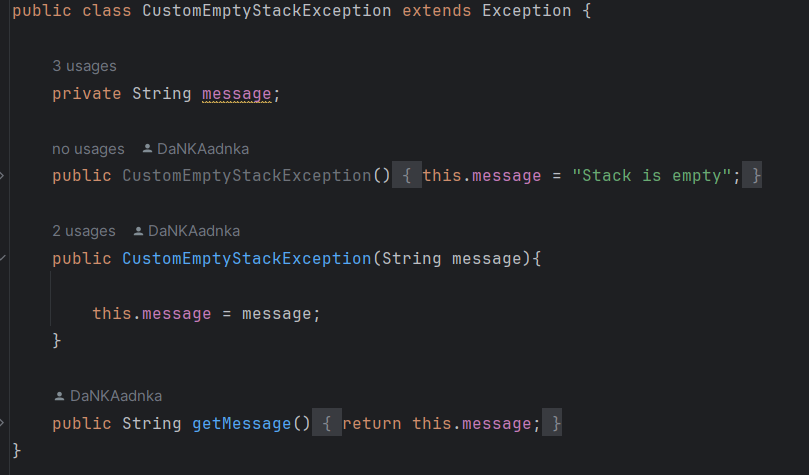 public class CustomEmptyStackException extends Exception {
3 usages
private String message;
no usages DaNKAadnka
public CustomEmptyStackException() { this.message = "Stack is empty"; }
2 usages DaNKAadnka
public CustomEmptyStackException(String message){
this.message = message;
}
DaNKAadnka
public String getMessage() { return this.message; }
}